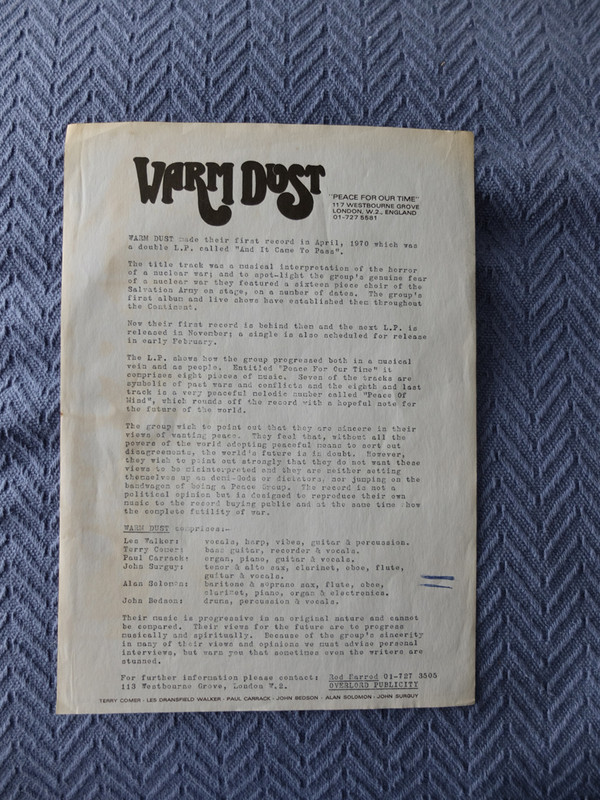 WARM DUST
"PEACE FOR OUR TIME"
117 WESTBOURNE GROVE
LONDON, W.2., ENGLAND
01-727 5581
WARM DUST made their first record in April, 1970 which was
a double L.P. called "And It Came To Pass".
The title track was a musical interpretation of the horror
of a nuclear war; and to spot-light the group's genuine fear
of a nuclear war they featured a sixteen piece choir of the
Salvation Army on stage, on a number of dates. The group's
first album and live shows have established them throughout
the Continent.
Now their first record is behind them and the next L.P. is
released in November; a single is also scheduled for release
in early February.
The L.P. shows how the group progressed both in a musical
vein and as people. Entitled "Peace For Our Time" it
comprises eight pieces of music. Seven of the tracks are
symbolic of past wars and conflicts and the eighth and last
track is a very peaceful melodic number called "Peace Of
Mind", which rounds off the record with a hopeful note for
the future of the world.
The group wish to point out that they are sincere in their
views of wanting peace. They feel that, without all the
powers of the world adopting peaceful means to sort out
disagreements, the world's future is in doubt. However,
they wish to point out strongly that they do not want these
views to be misinterpreted and they are neither setting
themselves up as demi-Gods or dictators, nor jumping on the
bandwagon of being a Peace Group. The record is not a
political opinion but is designed to reproduce their own
music to the record buying public and at the same time show
the complete futility of war.
WARM DUST comprises:-
Les Walker: vocals, harp, vibes, guitar & percussion.
Terry Comer: bass guitar, recorder & vocals.
Paul Carrack: organ, piano, guitar & vocals.
John Surguy: tenor & alto sax, clarinet, oboe, flute,
guitar & vocals.
Alan Solomon: baritone & soprano sax, flute, oboe,
clarinet, piano, organ & electronics.
John Bedson: drums, percussion & vocals.
Their music is progressive in an original nature and cannot
be compared. Their views for the future are to progress
musically and spiritually. Because of the group's sincerity
in many of their views and opinions we must advise personal
interviews, but warn you that sometimes even the writers are
stunned.
For further information please contact: Rod Harrod 01-727 8505
113 Westbourne Grove, London W.2. OVERLORD PUBLICITY
TERRY COMER · LES DRANSFIELD WALKER · PAUL CARRACK · JOHN BEDSON · ALAN SOLOMON · JOHN SURGUY